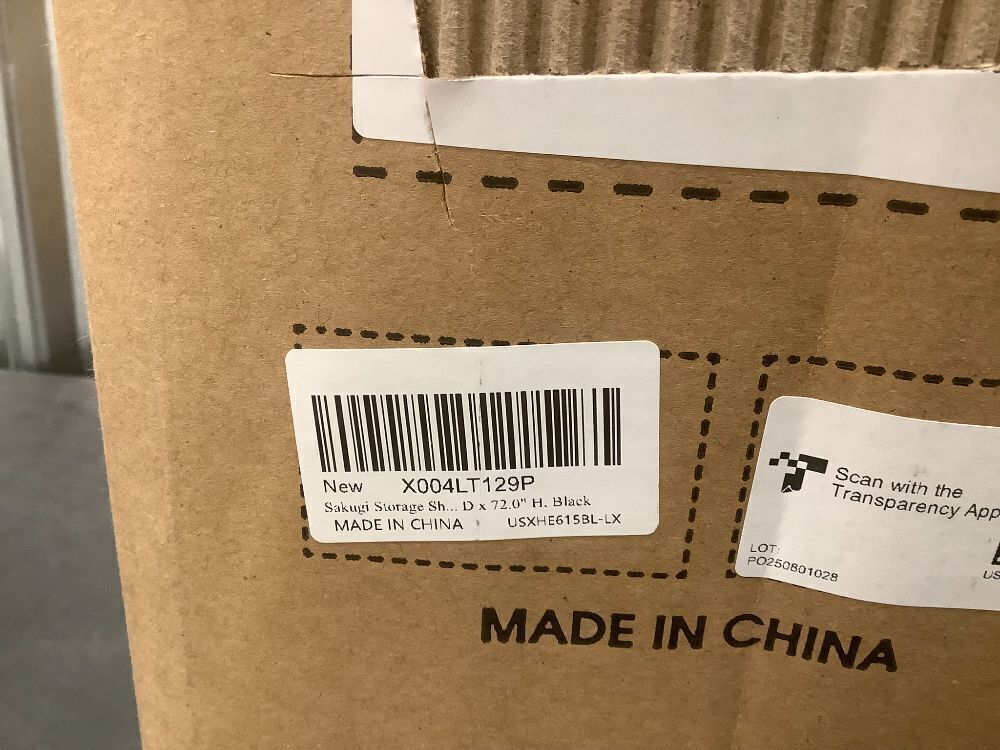 New X004LT129P
Sakugi Storage Sh... D x 72.0" H, Black
MADE IN CHINA USXHE615BL-LX
Scan with the
Transparency App
LOT:
PO250801028
US
MADE IN CHINA